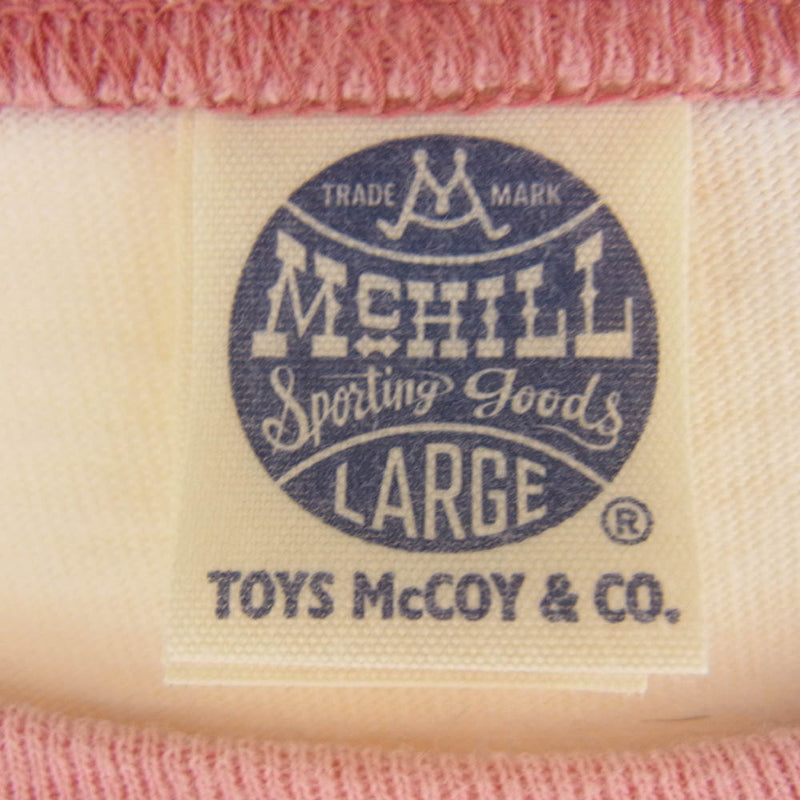 TRADE M MARK
McHILL
Sporting Goods
LARGE
®
TOYS McCOY & CO.